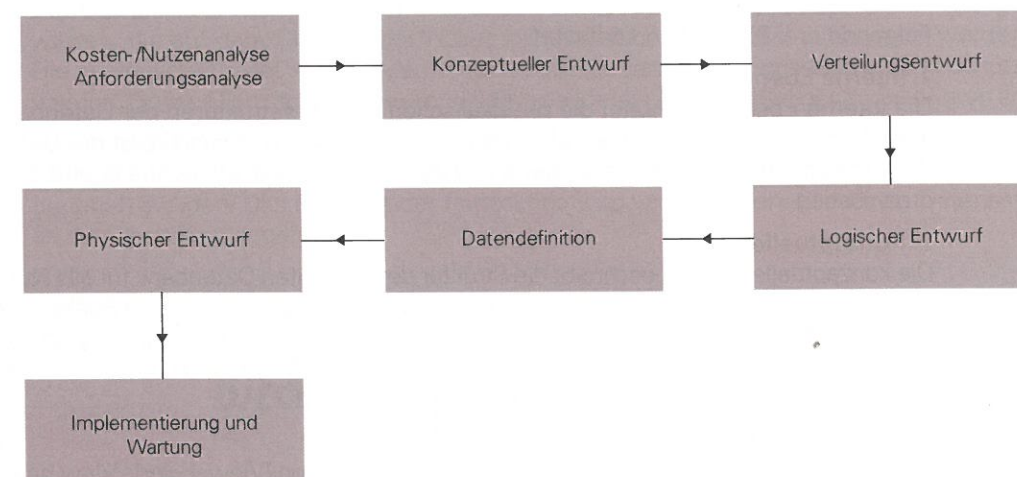 Kosten-/Nutzenanalyse
Anforderungsanalyse
Konzeptueller Entwurf
Verteilungsentwurf
Logischer Entwurf
Datendefinition
Physischer Entwurf
Implementierung und
Wartung